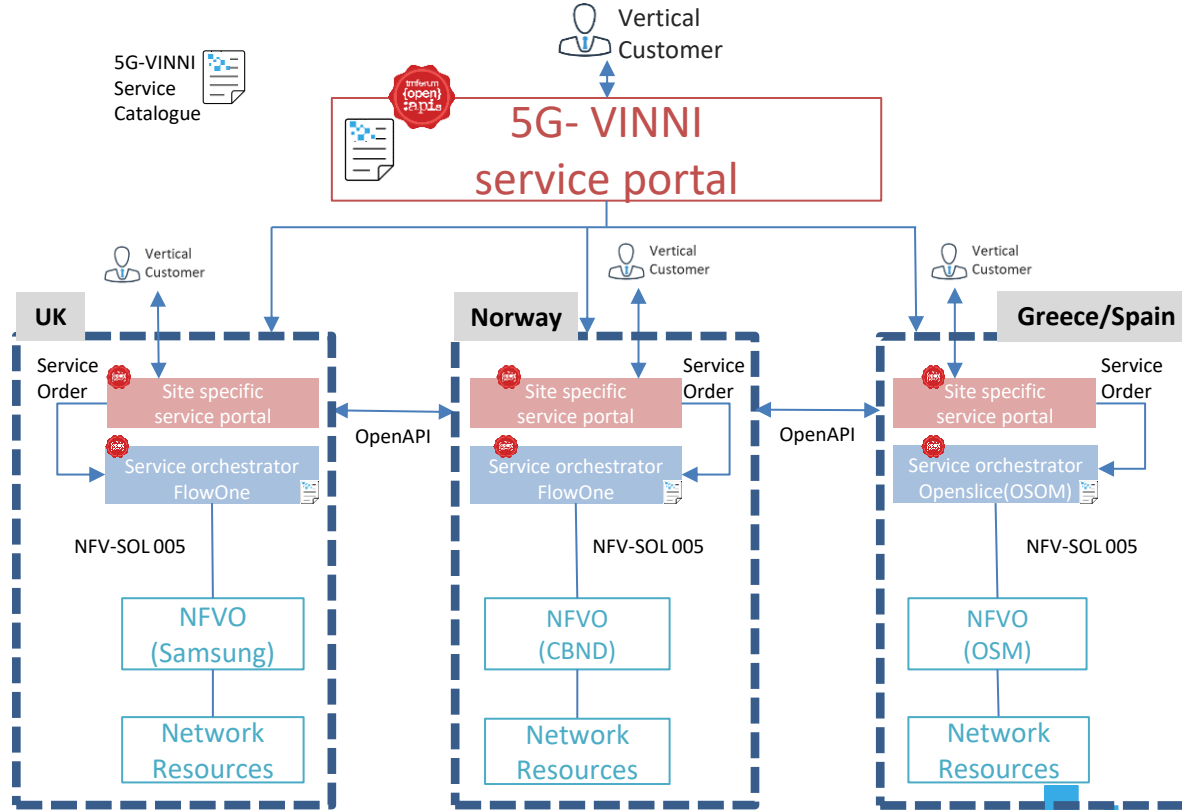 Vertical
Customer
5G-VINNI
Service
Catalogue
tmforum
{open}
:apis
5G- VINNI
service portal
Vertical
Customer
Vertical
Customer
Vertical
Customer
UK
Norway
Greece/Spain
Service
Order
Site specific
service portal
Service orchestrator
FlowOne
NFV-SOL 005
NFVO
(Samsung)
Network
Resources
OpenAPI
Service
Order
Site specific
service portal
Service orchestrator
FlowOne
NFV-SOL 005
NFVO
(CBND)
Network
Resources
OpenAPI
Service
Order
Site specific
service portal
Service orchestrator
Openslice(OSOM)
NFV-SOL 005
NFVO
(OSM)
Network
Resources